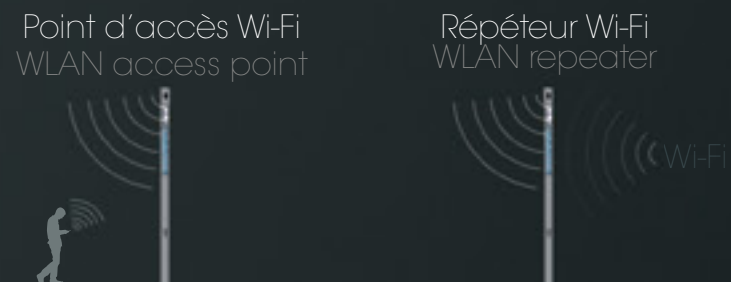 Point d'accès Wi-Fi
WLAN access point
Répéteur Wi-Fi
WLAN repeater
Wi-Fi